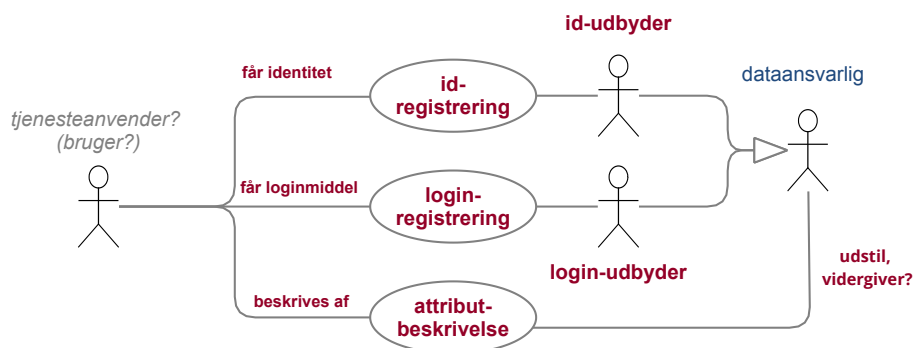 id-udbyder
får identitet
id-
registrering
dataansvarlig
tjenesteanvender?
(bruger?)
får loginmiddel
login-
registrering
login-udbyder
udstil,
vidergiver?
beskrives af
attribut-
beskrivelse